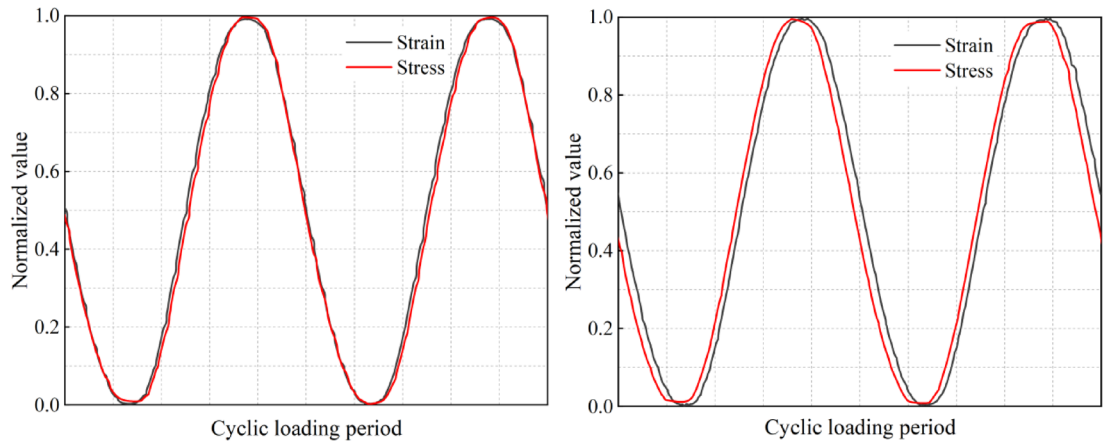 Normalized value
1.0
0.8
0.6
0.4
0.2
0.0
Strain
Stress
Cyclic loading period
Normalized value
1.0
0.8
0.6
0.4
0.2
0.0
Strain
Stress
Cyclic loading period